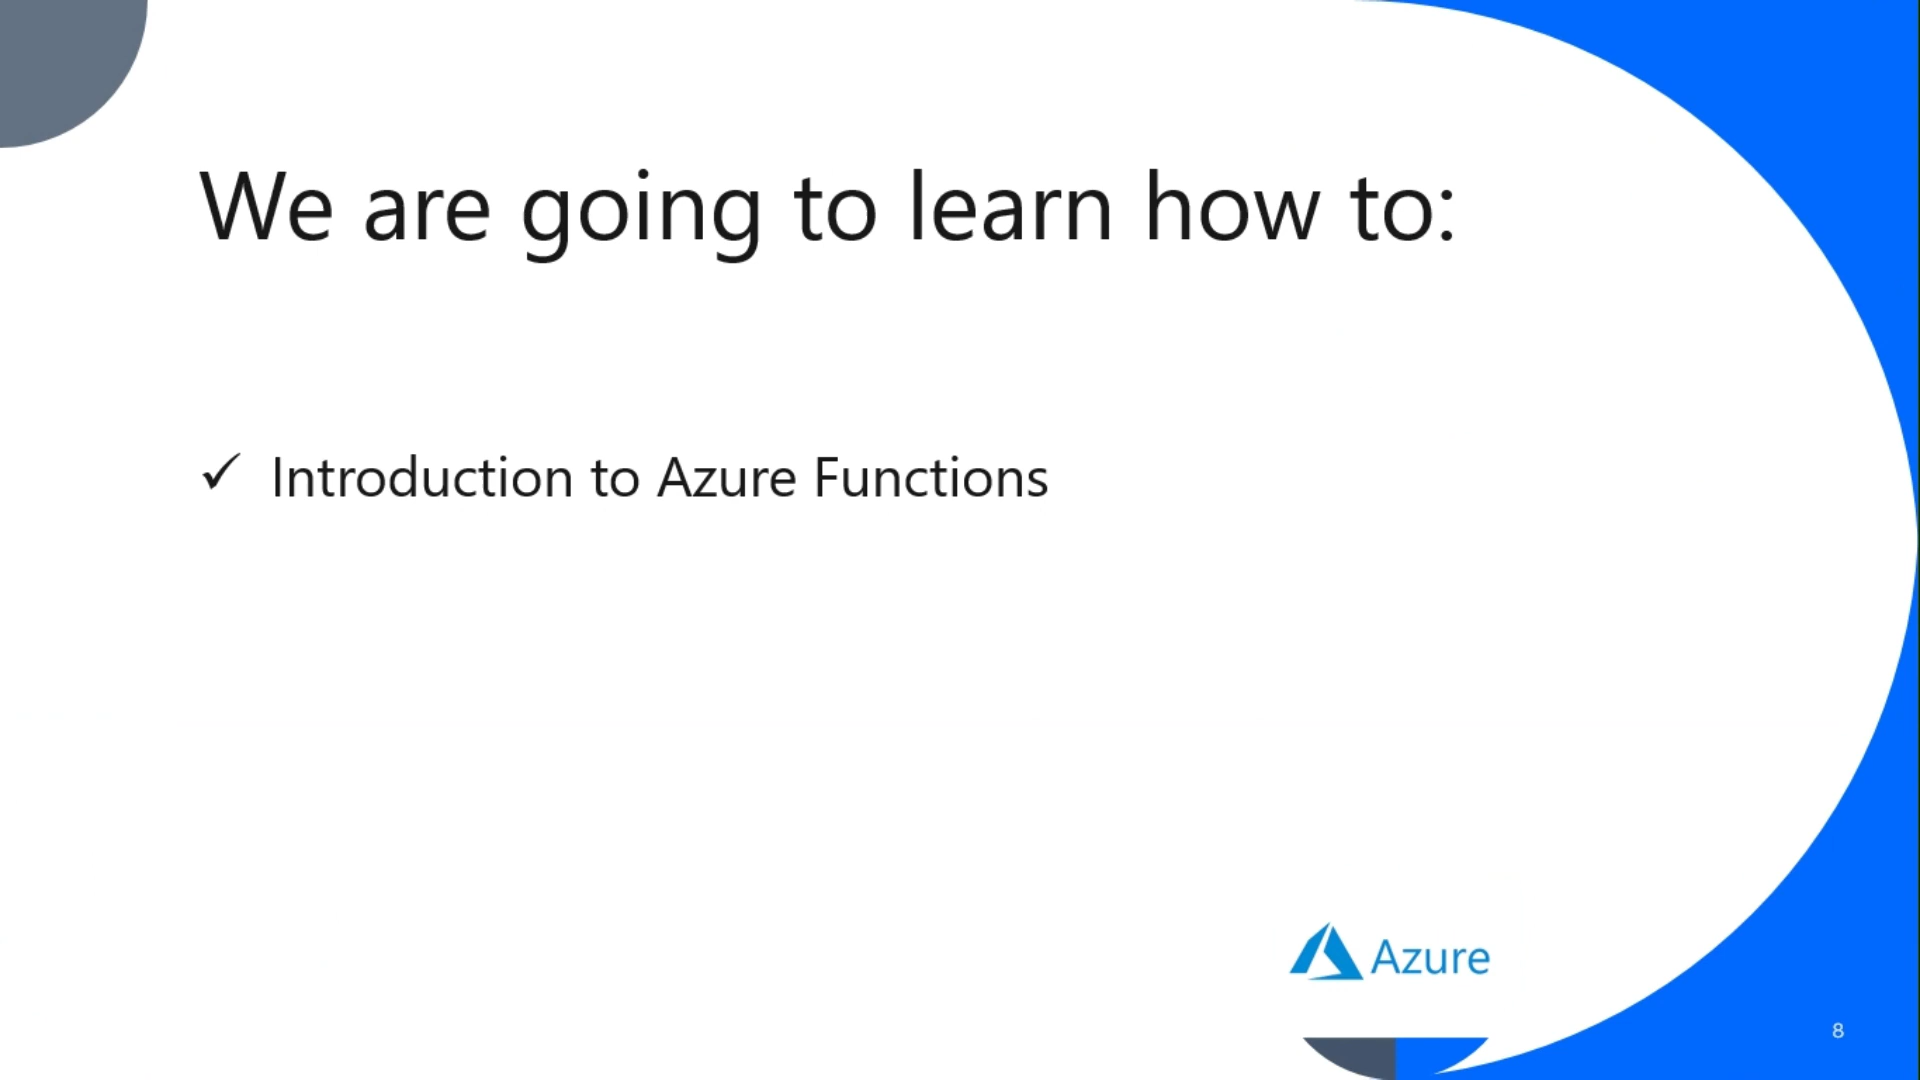 We are going to learn how to:
✓ Introduction to Azure Functions
Azure
8